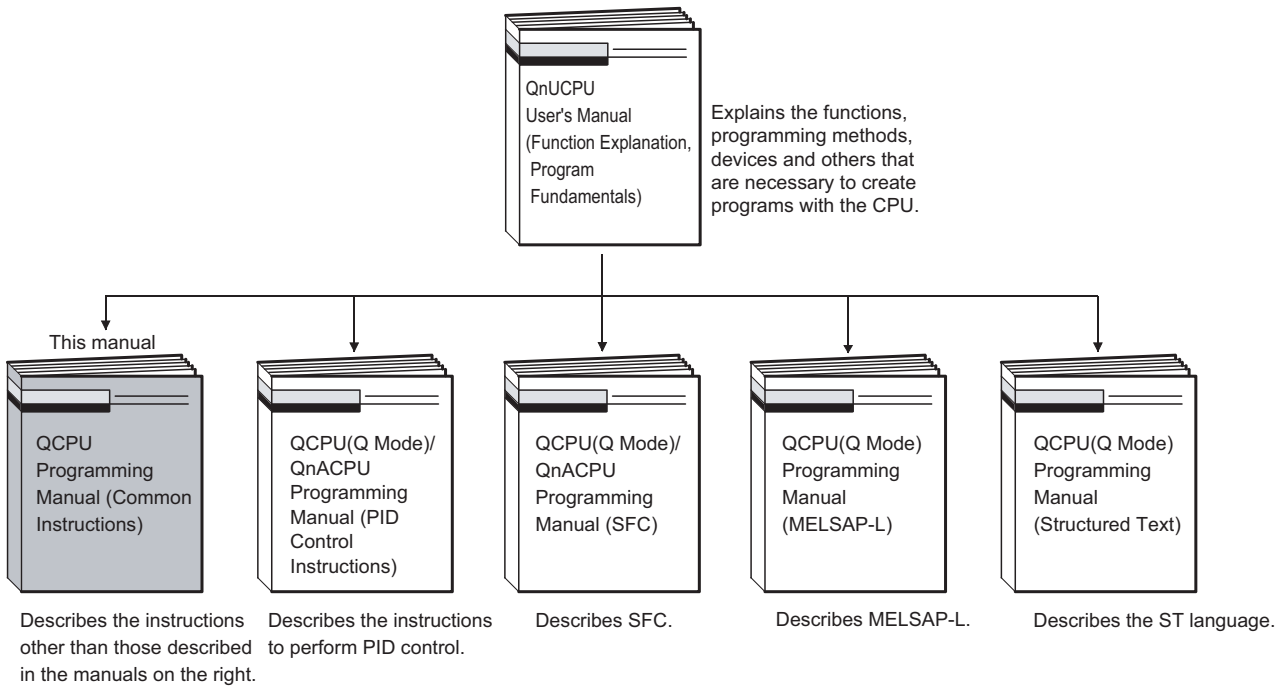 QnUCPU
User's Manual
(Function Explanation,
Program
Fundamentals)
Explains the functions,
programming methods,
devices and others that
are necessary to create
programs with the CPU.
This manual
QCPU
Programming
Manual (Common
Instructions)
Describes the instructions
other than those described
in the manuals on the right.
QCPU(Q Mode)/
QnACPU
Programming
Manual (PID
Control
Instructions)
Describes the instructions
to perform PID control.
QCPU(Q Mode)/
QnACPU
Programming
Manual (SFC)
Describes SFC.
QCPU(Q Mode)
Programming
Manual
(MELSAP-L)
Describes MELSAP-L.
QCPU(Q Mode)
Programming
Manual
(Structured Text)
Describes the ST language.